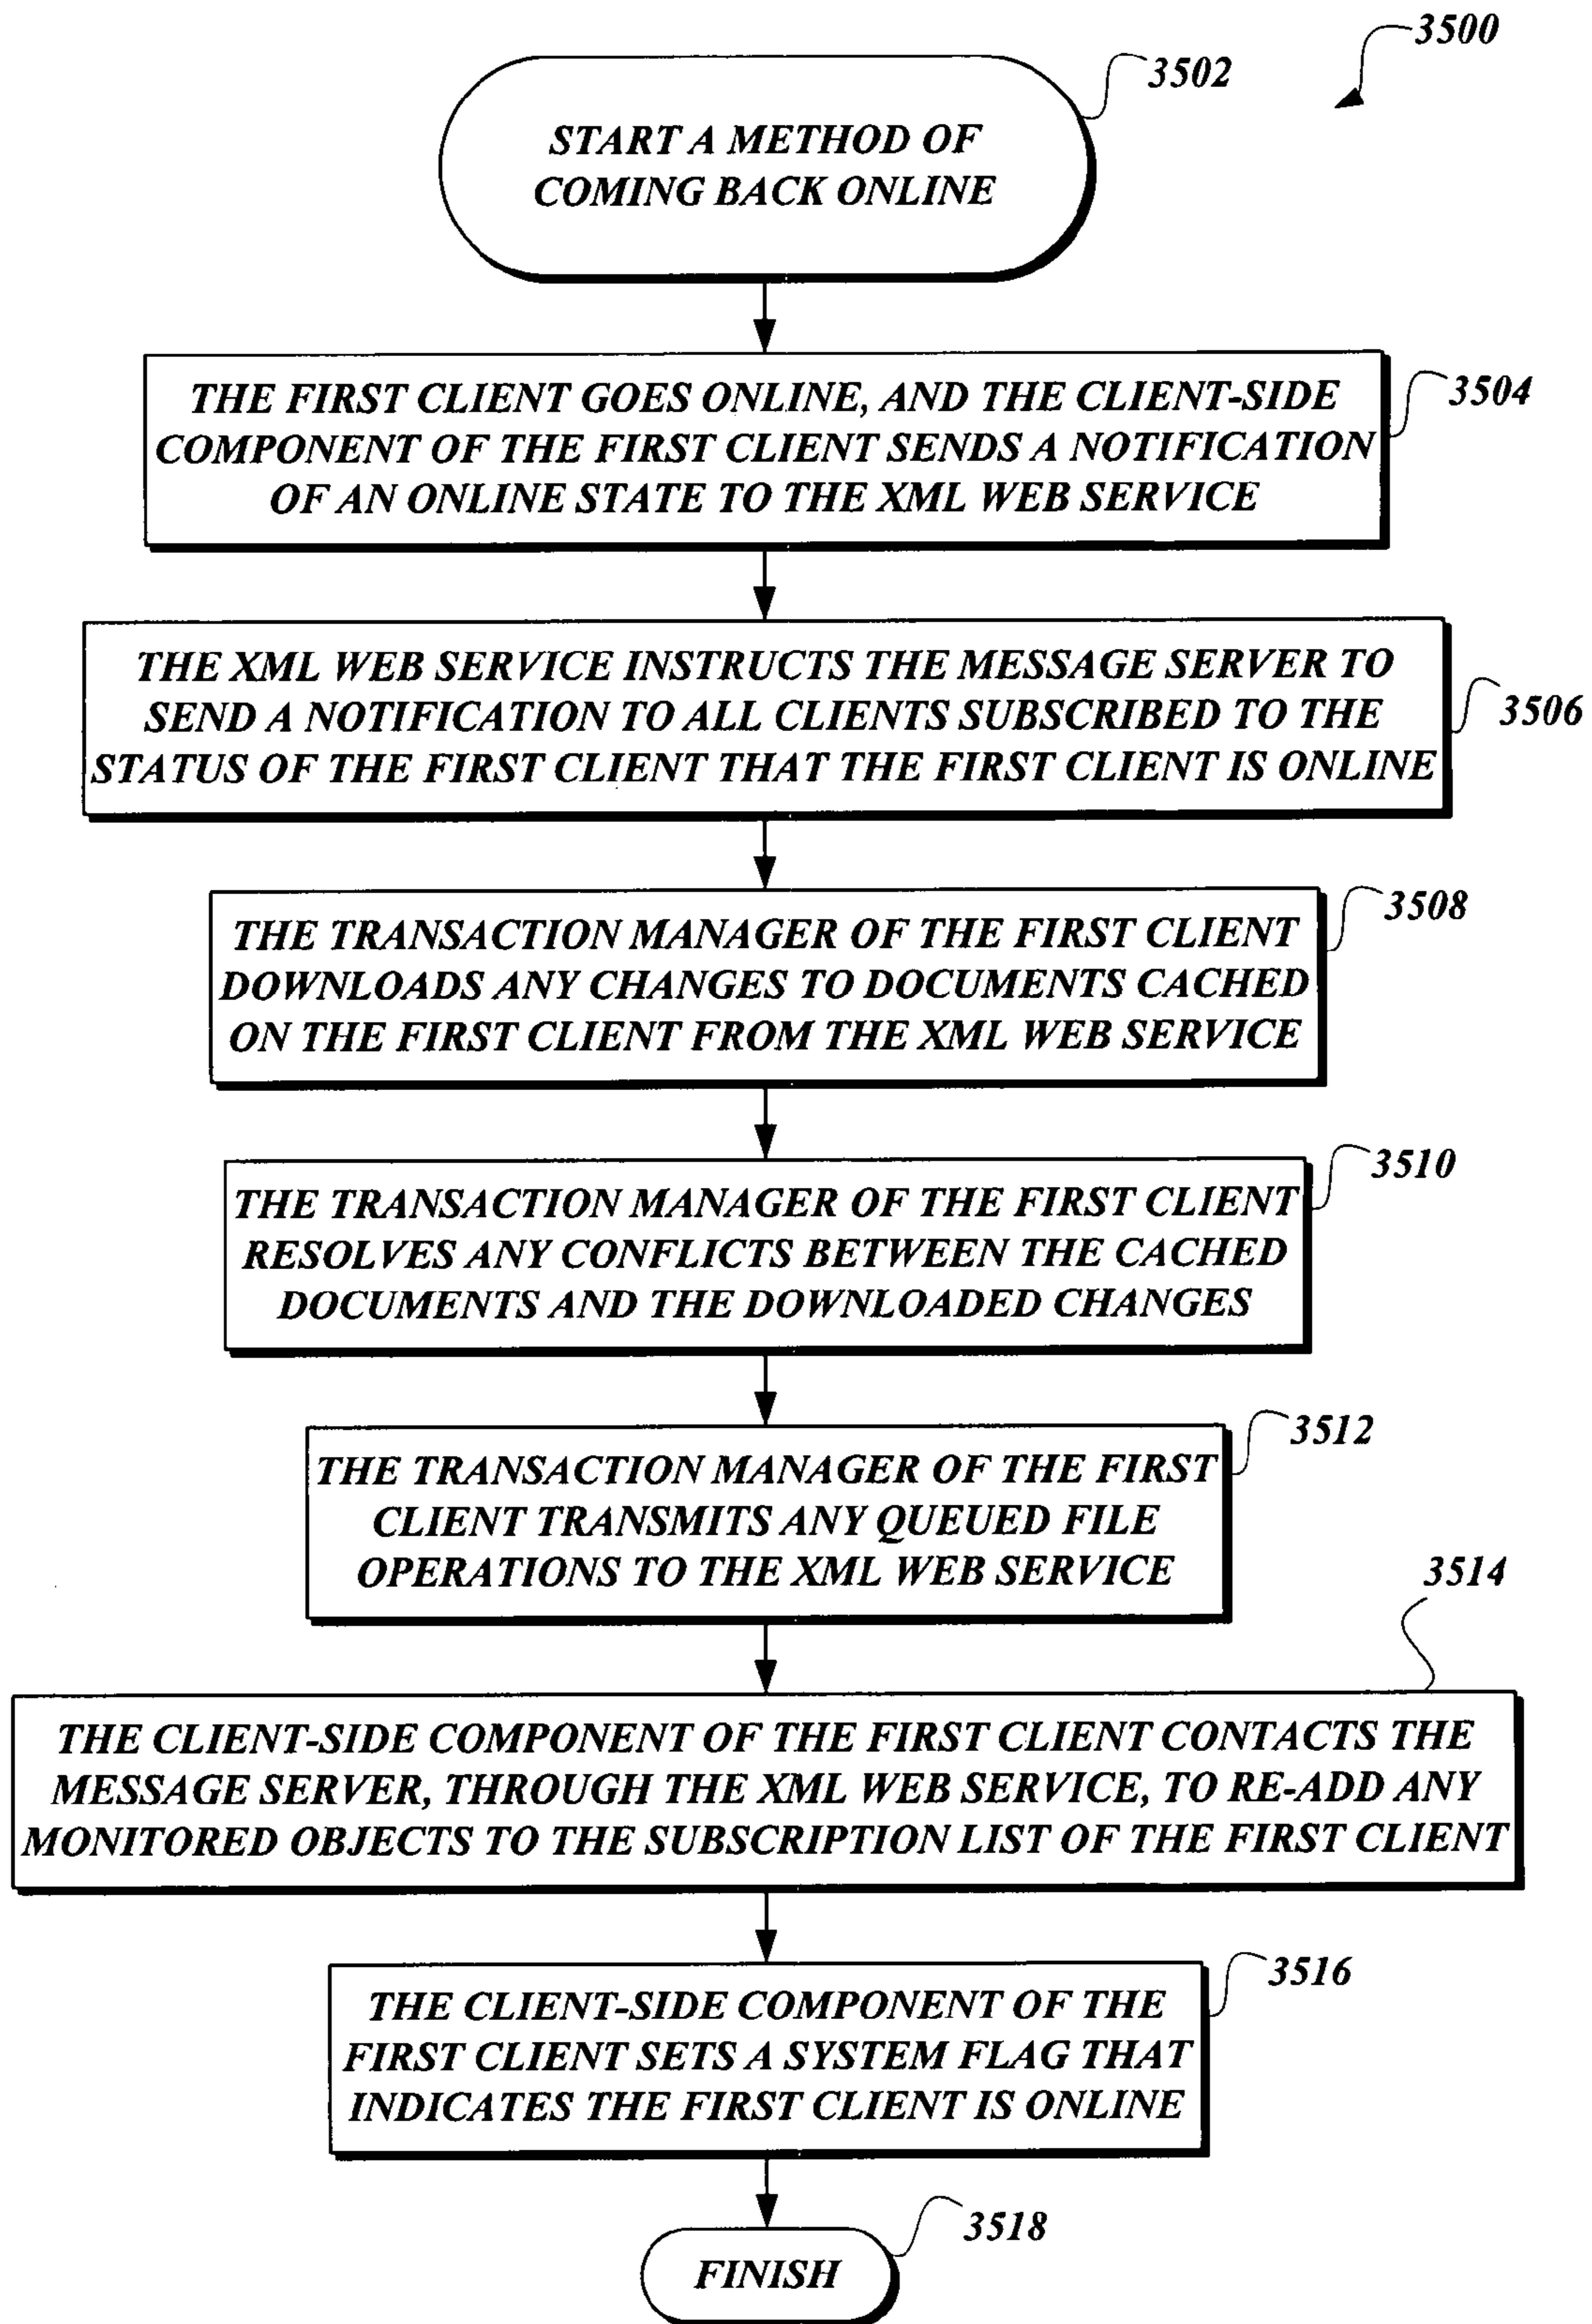 3500
3502
START A METHOD OF
COMING BACK ONLINE
3504
THE FIRST CLIENT GOES ONLINE, AND THE CLIENT-SIDE
COMPONENT OF THE FIRST CLIENT SENDS A NOTIFICATION
OF AN ONLINE STATE TO THE XML WEB SERVICE
3506
THE XML WEB SERVICE INSTRUCTS THE MESSAGE SERVER TO
SEND A NOTIFICATION TO ALL CLIENTS SUBSCRIBED TO THE
STATUS OF THE FIRST CLIENT THAT THE FIRST CLIENT IS ONLINE
3508
THE TRANSACTION MANAGER OF THE FIRST CLIENT
DOWNLOADS ANY CHANGES TO DOCUMENTS CACHED
ON THE FIRST CLIENT FROM THE XML WEB SERVICE
3510
THE TRANSACTION MANAGER OF THE FIRST CLIENT
RESOLVES ANY CONFLICTS BETWEEN THE CACHED
DOCUMENTS AND THE DOWNLOADED CHANGES
3512
THE TRANSACTION MANAGER OF THE FIRST
CLIENT TRANSMITS ANY QUEUED FILE
OPERATIONS TO THE XML WEB SERVICE
3514
THE CLIENT-SIDE COMPONENT OF THE FIRST CLIENT CONTACTS THE
MESSAGE SERVER, THROUGH THE XML WEB SERVICE, TO RE-ADD ANY
MONITORED OBJECTS TO THE SUBSCRIPTION LIST OF THE FIRST CLIENT
3516
THE CLIENT-SIDE COMPONENT OF THE
FIRST CLIENT SETS A SYSTEM FLAG THAT
INDICATES THE FIRST CLIENT IS ONLINE
3518
FINISH